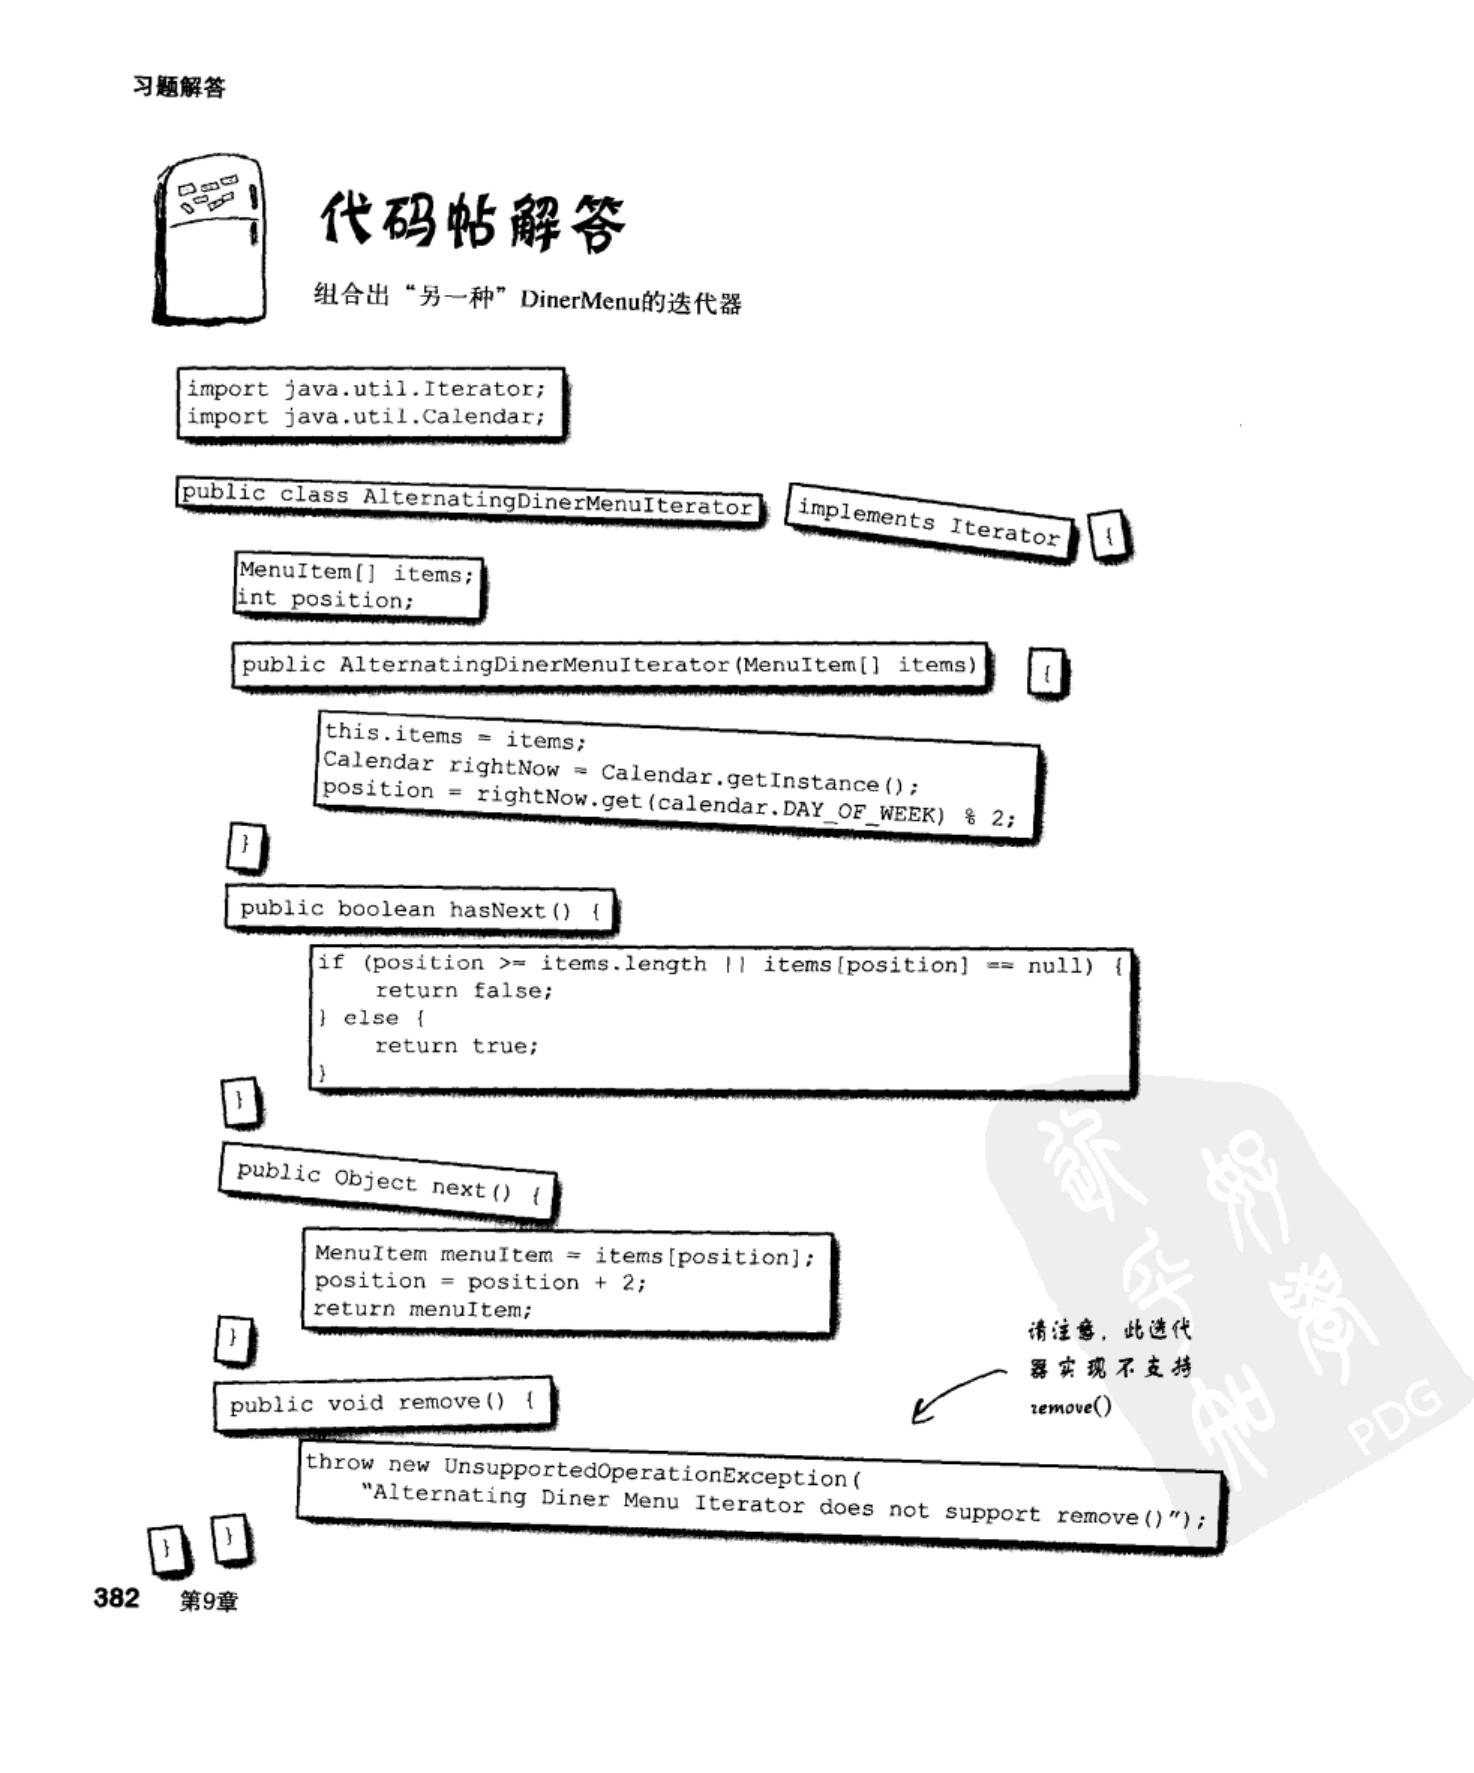 习题解答
代码帖解答
组合出“另一种”DinerMenu的迭代器
import java.util.Iterator;
import java.util.Calendar;
public class AlternatingDinerMenuIterator implements Iterator {
MenuItem[] items;
int position;
public AlternatingDinerMenuIterator(MenuItem[] items) {
this.items = items;
Calendar rightNow = Calendar.getInstance();
position = rightNow.get(calendar.DAY_OF_WEEK) % 2;
}
public boolean hasNext() {
if (position >= items.length || items[position] == null) {
return false;
} else {
return true;
}
}
public Object next() {
MenuItem menuItem = items[position];
position = position + 2;
return menuItem;
}
请注意，此迭代
器实现不支持
remove()
public void remove() {
throw new UnsupportedOperationException(
"Alternating Diner Menu Iterator does not support remove()");
} }
382 第9章
PDG